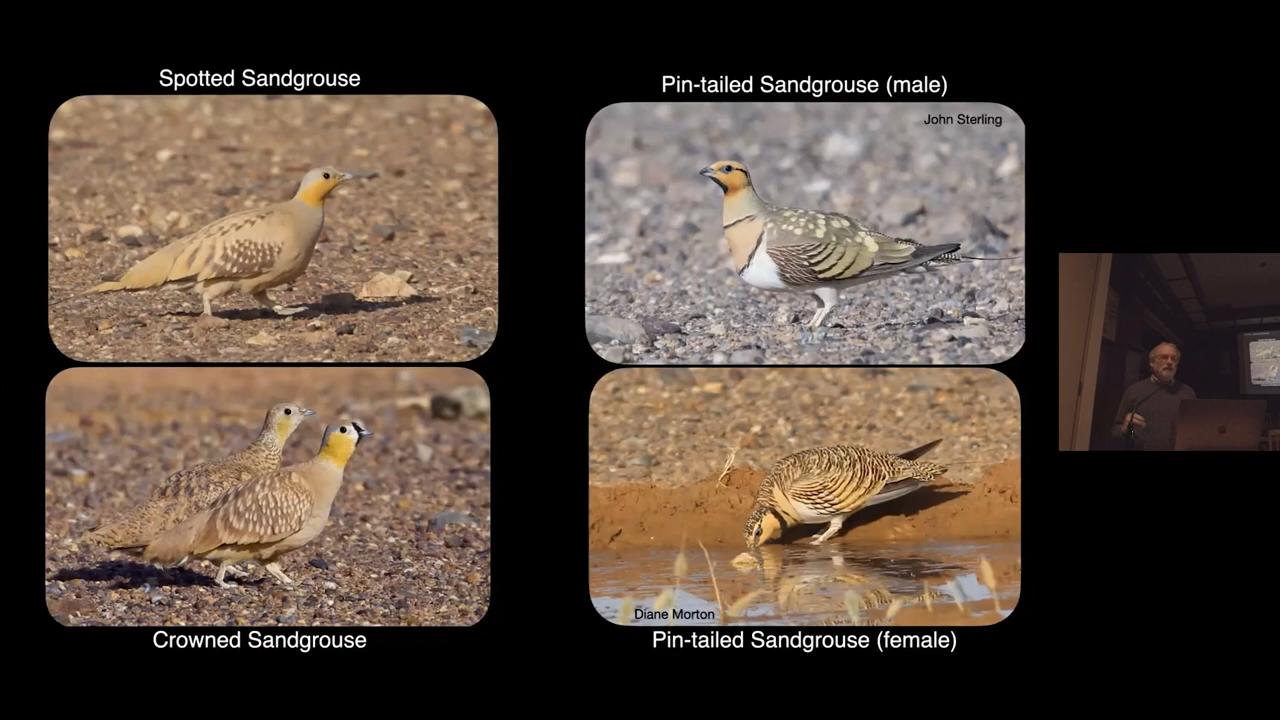 Spotted Sandgrouse
Pin-tailed Sandgrouse (male)
John Sterling
Diane Morton
Crowned Sandgrouse
Pin-tailed Sandgrouse (female)